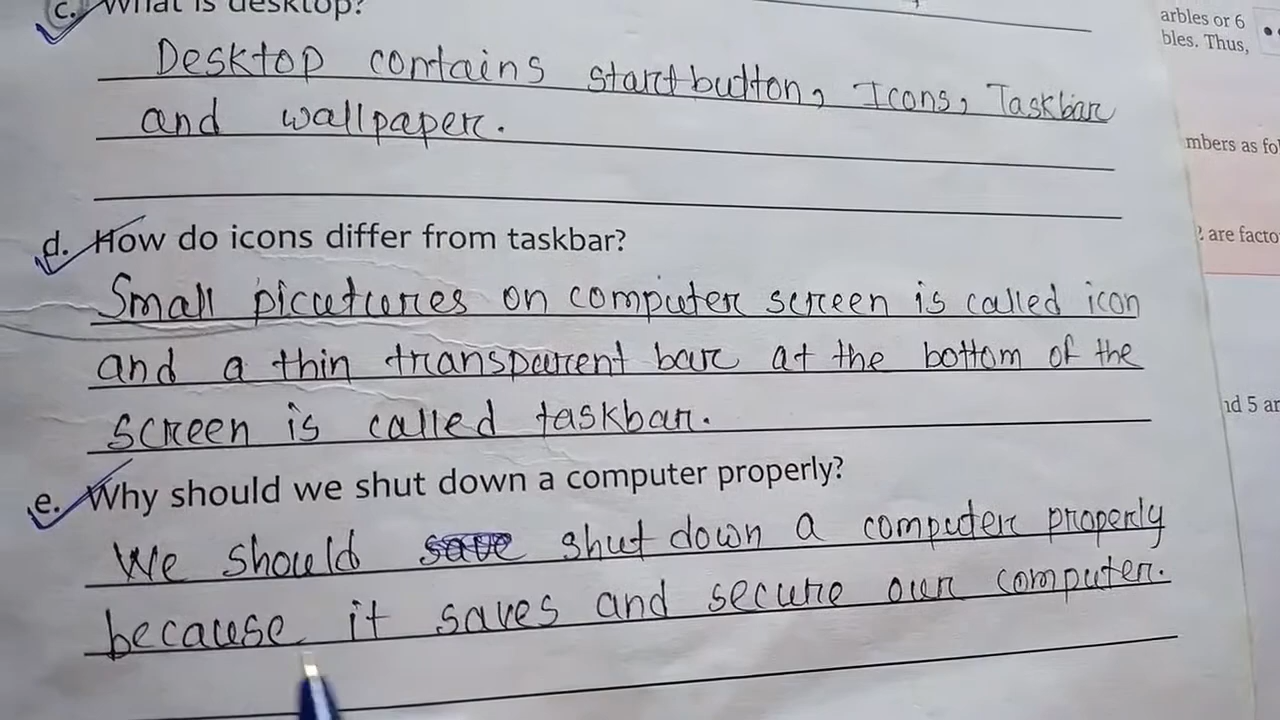 c. What is desktop?
Desktop contains start button, Icons, Taskbar
and wallpaper.
d. How do icons differ from taskbar?
Small picutures on computer screen is called icon
and a thin transparent bar at the bottom of the
screen is called taskbar.
e. Why should we shut down a computer properly?
We should save shut down a computer properly
because it saves and secure our computer.
arbles or 6
bles. Thus,
mbers as fo
2 are facto
nd 5 ar